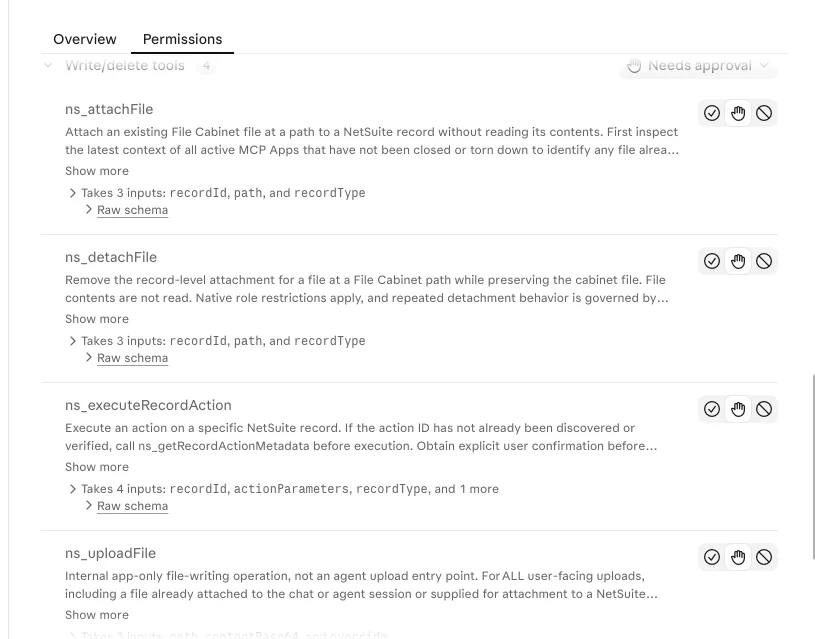 Overview Permissions
Write/delete tools 4 Needs approval
ns_attachFile
Attach an existing File Cabinet file at a path to a NetSuite record without reading its contents. First inspect
the latest context of all active MCP Apps that have not been closed or torn down to identify any file alrea...
Show more
Takes 3 inputs: recordId, path, and recordType
Raw schema
ns_detachFile
Remove the record-level attachment for a file at a File Cabinet path while preserving the cabinet file. File
contents are not read. Native role restrictions apply, and repeated detachment behavior is governed by...
Show more
Takes 3 inputs: recordId, path, and recordType
Raw schema
ns_executeRecordAction
Execute an action on a specific NetSuite record. If the action ID has not already been discovered or
verified, call ns_getRecordActionMetadata before execution. Obtain explicit user confirmation before...
Show more
Takes 4 inputs: recordId, actionParameters, recordType, and 1 more
Raw schema
ns_uploadFile
Internal app-only file-writing operation, not an agent upload entry point. For ALL user-facing uploads,
including a file already attached to the chat or agent session or supplied for attachment to a NetSuite...
Show more
Takes 3 inputs: path, contentBase64, and override